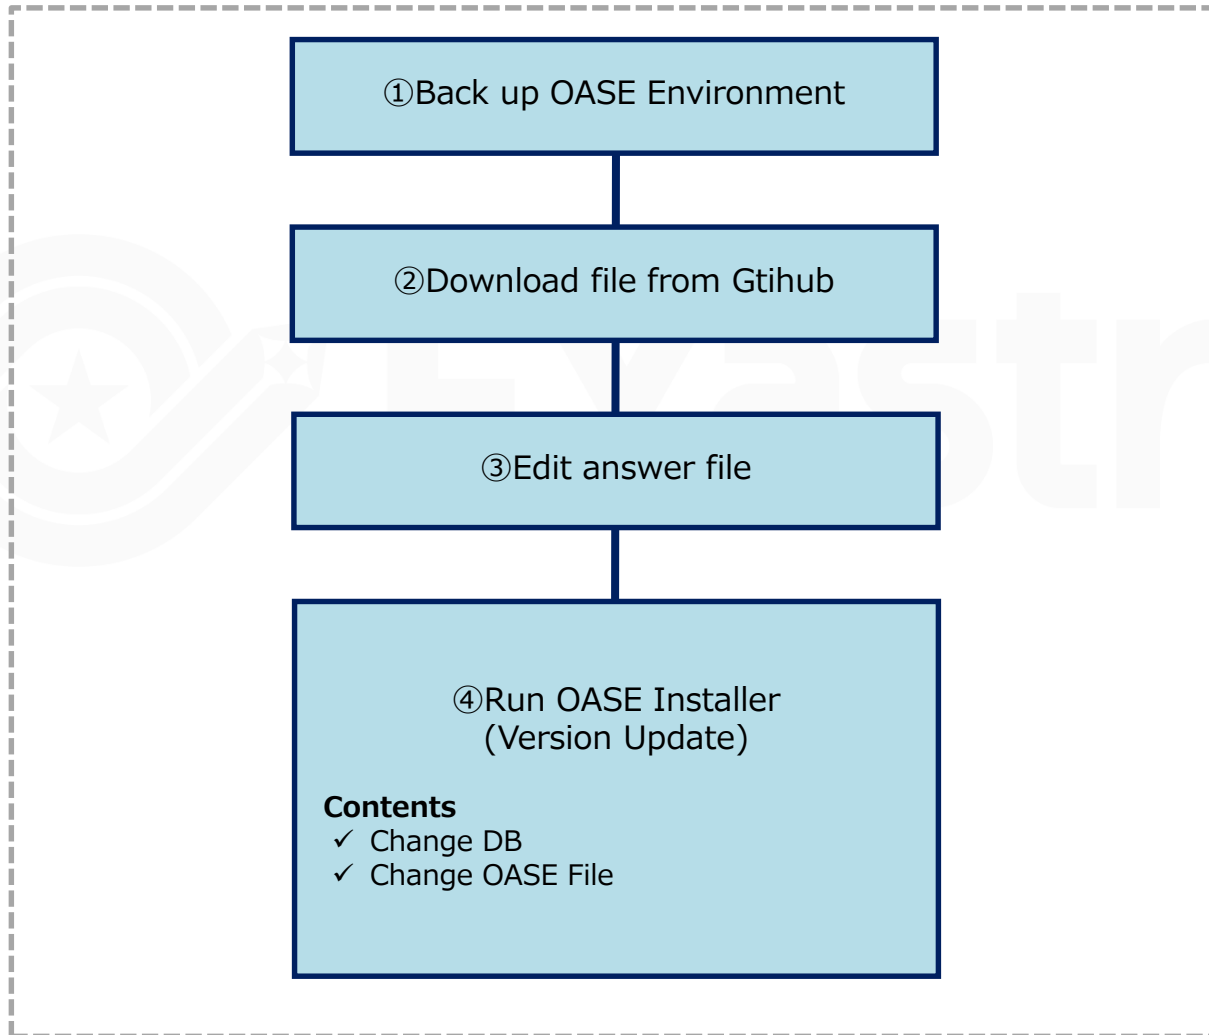 ①Back up OASE Environment
②Download file from Gtihub
③Edit answer file
④Run OASE Installer
(Version Update)
Contents
✓ Change DB
✓ Change OASE File